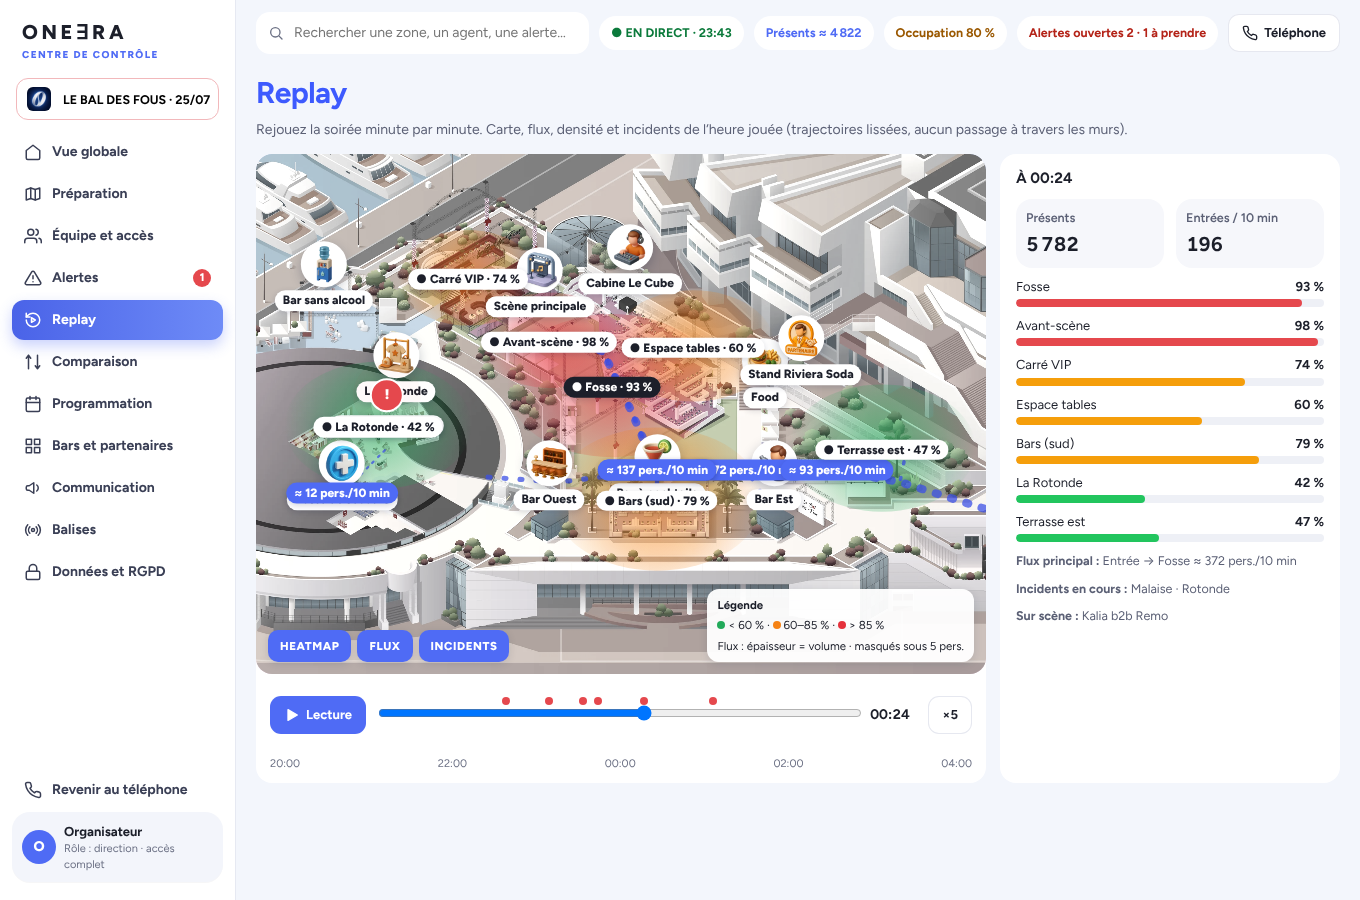 ONEƎRA
CENTRE DE CONTRÔLE
LE BAL DES FOUS · 25/07
Vue globale
Préparation
Équipe et accès
Alertes
1
Replay
Comparaison
Programmation
Bars et partenaires
Communication
Balises
Données et RGPD
Revenir au téléphone
O
Organisateur
Rôle : direction · accès
complet
Rechercher une zone, un agent, une alerte…
EN DIRECT · 23:43
Présents ≈ 4 822
Occupation 80 %
Alertes ouvertes 2 · 1 à prendre
Téléphone
Replay
Rejouez la soirée minute par minute. Carte, flux, densité et incidents de l’heure jouée (trajectoires lissées, aucun passage à travers les murs).
Bar sans alcool
● Carré VIP · 74 %
Scène principale
Cabine Le Cube
● Avant-scène · 98 %
● Espace tables · 60 %
PARTENAIRE
Stand Riviera Soda
● Fosse · 93 %
Food
!
● La Rotonde · 42 %
● Terrasse est · 47 %
≈ 137 pers./10 min
≈ 93 pers./10 min
≈ 12 pers./10 min
Bar Ouest
● Bars (sud) · 79 %
Bar Est
Légende
● < 60 % · ● 60–85 % · ● > 85 %
Flux : épaisseur = volume · masqués sous 5 pers.
HEATMAP
FLUX
INCIDENTS
Lecture
00:24
×5
20:00
22:00
00:00
02:00
04:00
À 00:24
Présents
5 782
Entrées / 10 min
196
Fosse
93 %
Avant-scène
98 %
Carré VIP
74 %
Espace tables
60 %
Bars (sud)
79 %
La Rotonde
42 %
Terrasse est
47 %
Flux principal : Entrée → Fosse ≈ 372 pers./10 min
Incidents en cours : Malaise · Rotonde
Sur scène : Kalia b2b Remo